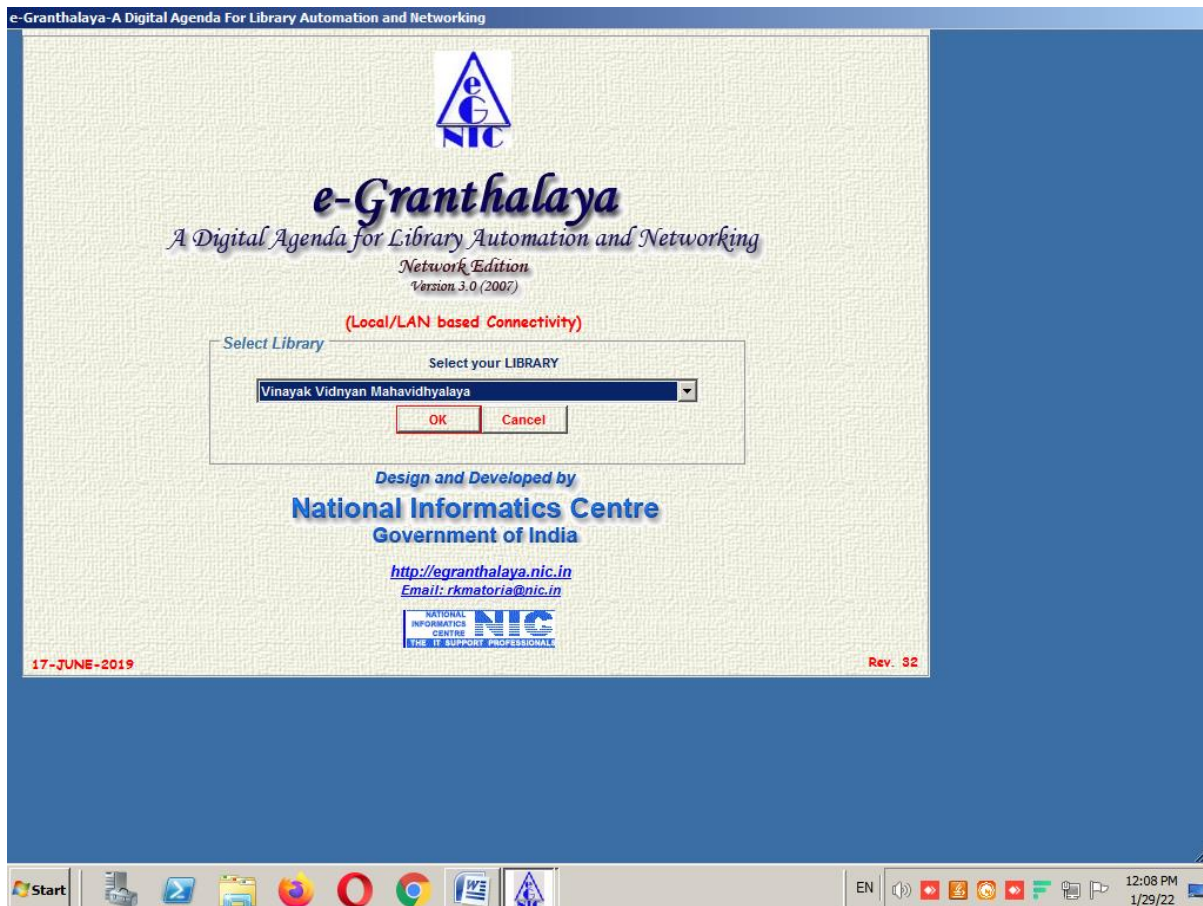 e-Granthalaya-A Digital Agenda For Library Automation and Networking
eG
NIC
e-Granthalaya
A Digital Agenda for Library Automation and Networking
Network Edition
Version 3.0 (2007)
(Local/LAN based Connectivity)
Select Library
Select your LIBRARY
Vinayak Vidnyan Mahavidhyalaya
OK Cancel
Design and Developed by
National Informatics Centre
Government of India
http://egranthalaya.nic.in
Email: rkmatoria@nic.in
NATIONAL
INFORMATICS
CENTRE
NIC
THE IT SUPPORT PROFESSIONALS
17-JUNE-2019 Rev. 32
Start EN 12:08 PM
1/29/22